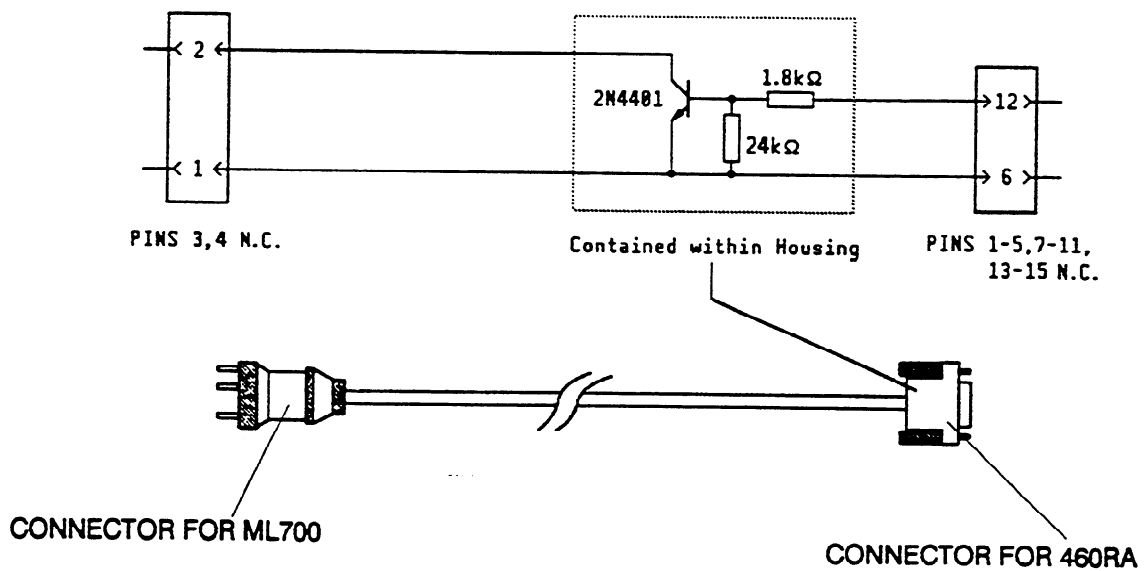 2
1
2N4401
1.8kΩ
24kΩ
12
6
PINS 3,4 N.C.
Contained within Housing
PINS 1-5,7-11,
13-15 N.C.
CONNECTOR FOR ML700
CONNECTOR FOR 460RA